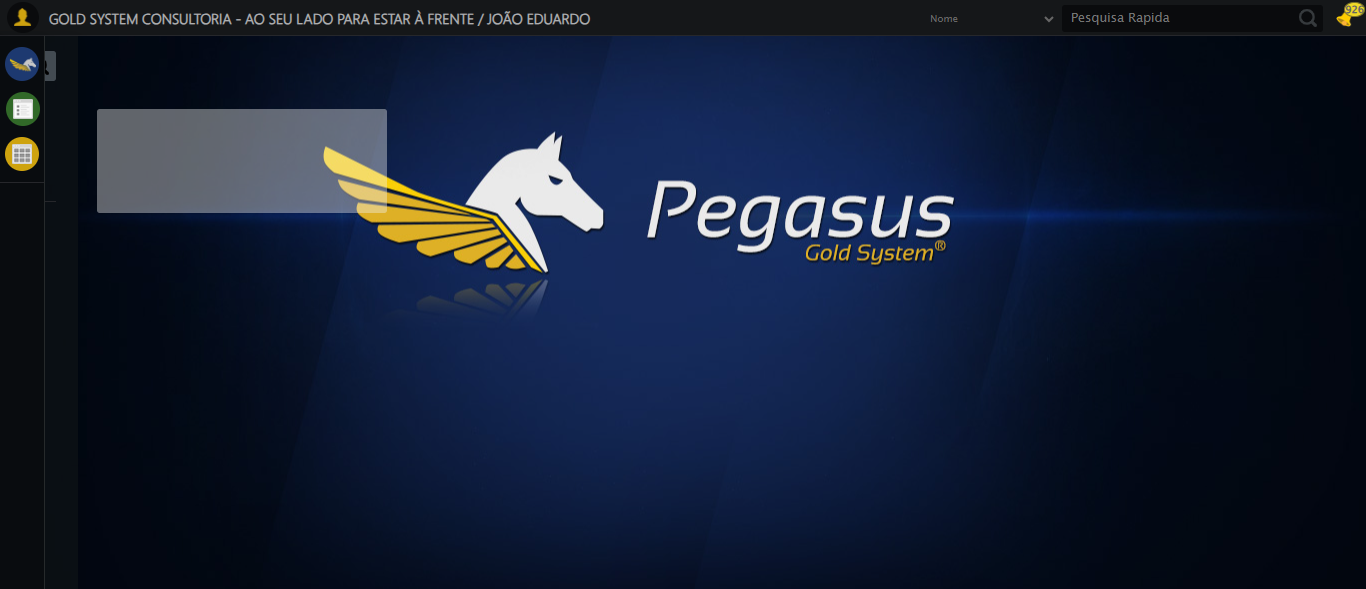 GOLD SYSTEM CONSULTORIA - AO SEU LADO PARA ESTAR À FRENTE / JOÃO EDUARDO
Nome
Pesquisa Rapida
926
Pegasus
Gold System®